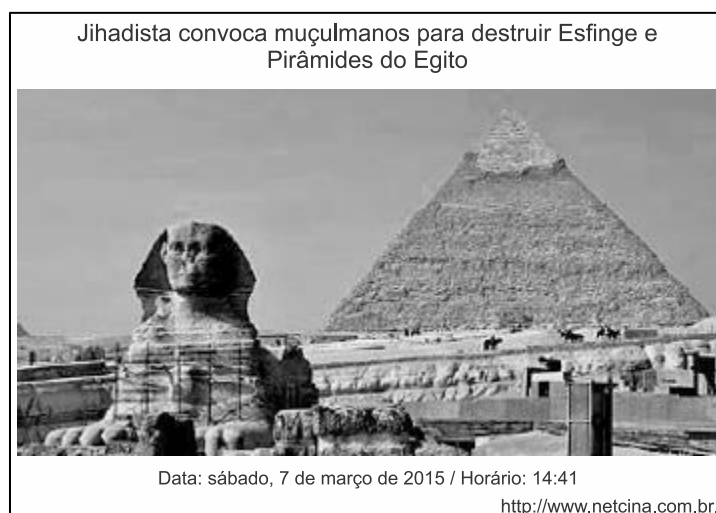 Jihadista convoca muçulmanos para destruir Esfinge e
Pirâmides do Egito
Data: sábado, 7 de março de 2015 / Horário: 14:41
http://www.netcina.com.br.